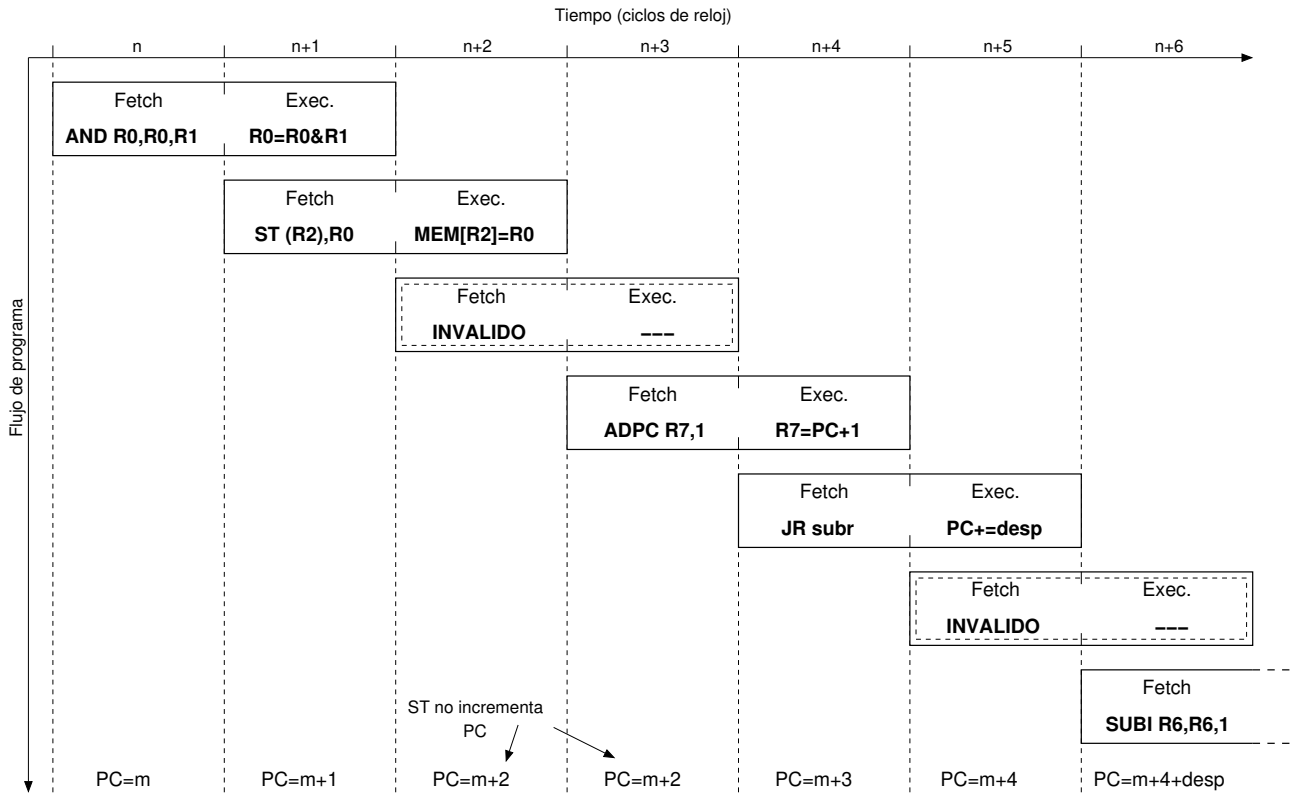 Tiempo (ciclos de reloj)
n n+1 n+2 n+3 n+4 n+5 n+6
Flujo de programa
Fetch Exec.
AND R0,R0,R1 R0=R0&R1
Fetch Exec.
ST (R2),R0 MEM[R2]=R0
Fetch Exec.
INVALIDO −−−
Fetch Exec.
ADPC R7,1 R7=PC+1
Fetch Exec.
JR subr PC+=desp
Fetch Exec.
INVALIDO −−−
Fetch
SUBI R6,R6,1
ST no incrementa
PC
PC=m PC=m+1 PC=m+2 PC=m+2 PC=m+3 PC=m+4 PC=m+4+desp